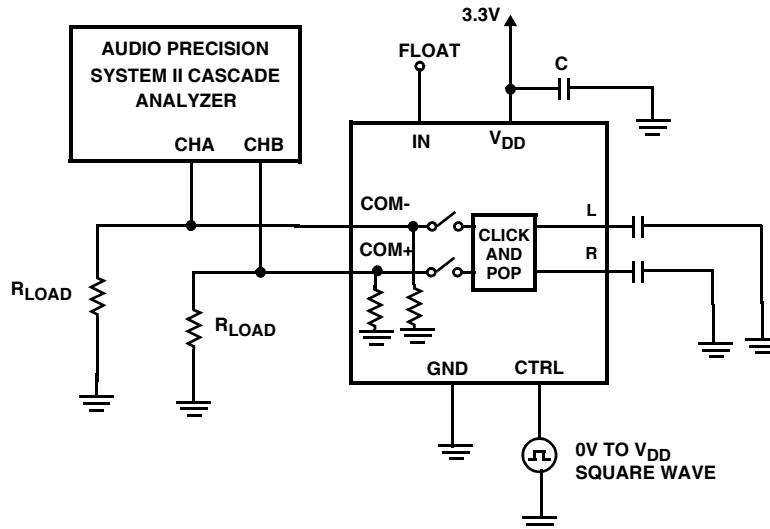 3.3V
AUDIO PRECISION
SYSTEM II CASCADE
ANALYZER
FLOAT
C
CHA CHB
IN
VDD
COM-
L
CLICK
AND
POP
COM+
R
RLOAD
RLOAD
GND
CTRL
0V TO VDD
SQUARE WAVE